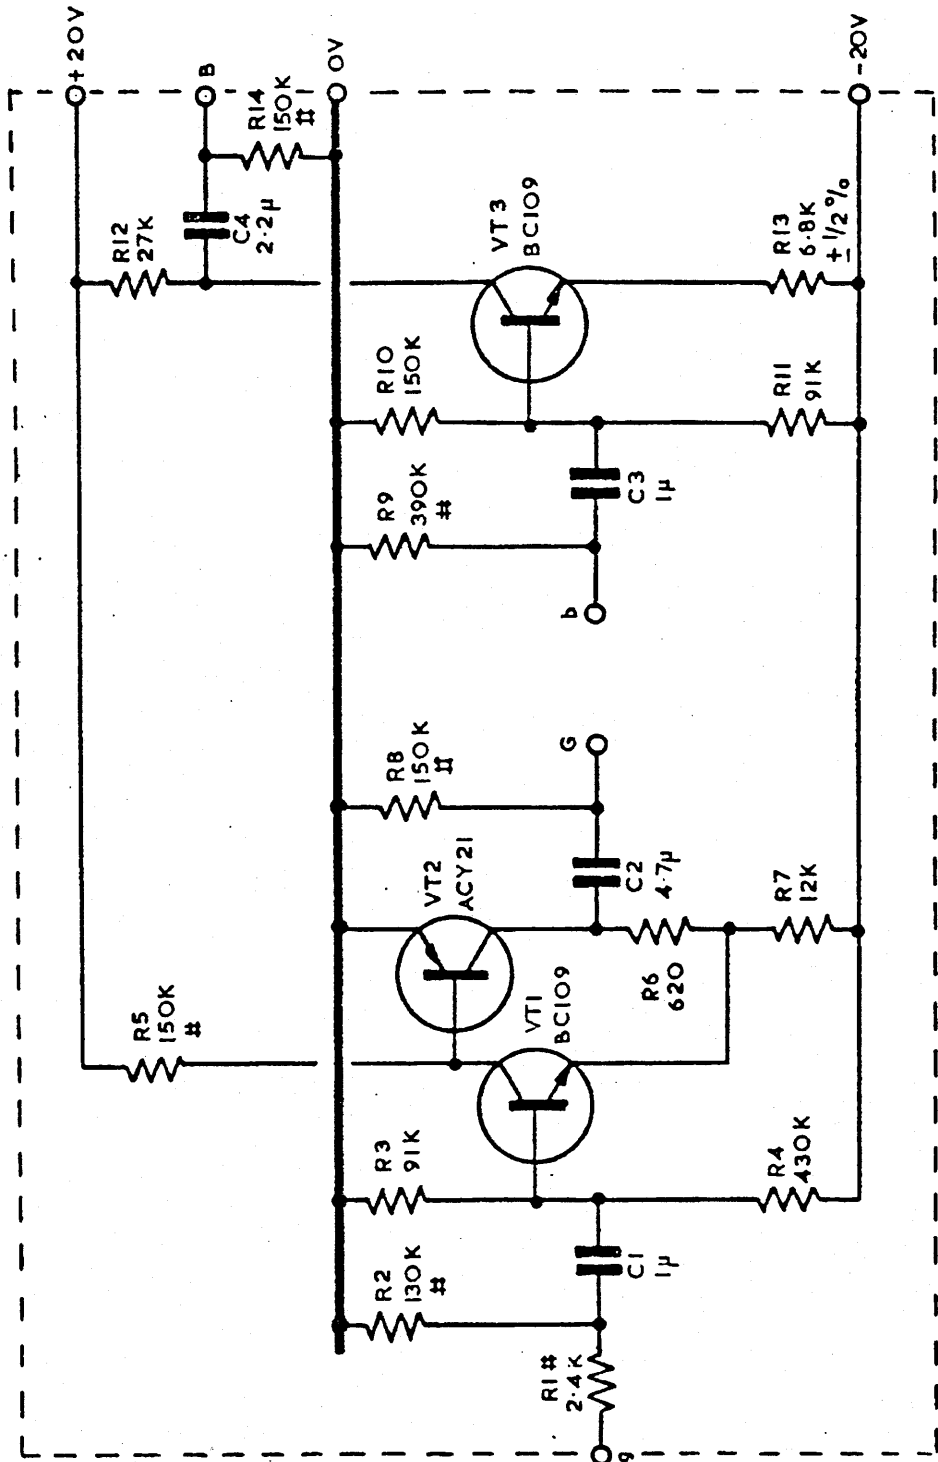 +20V
B
0V
-20V
R14
150K
#
R12
27K
C4
2·2µ
VT3
BC109
R13
6·8K
± 1/2 %
R10
150K
R11
91K
R9
390K
#
C3
1µ
b
G
R8
150K
#
VT2
ACY21
C2
4·7µ
R7
12K
R6
620
R5
150K
#
VT1
BC109
R3
91K
R4
430K
R2
130K
#
C1
1µ
R1#
2·4K
g